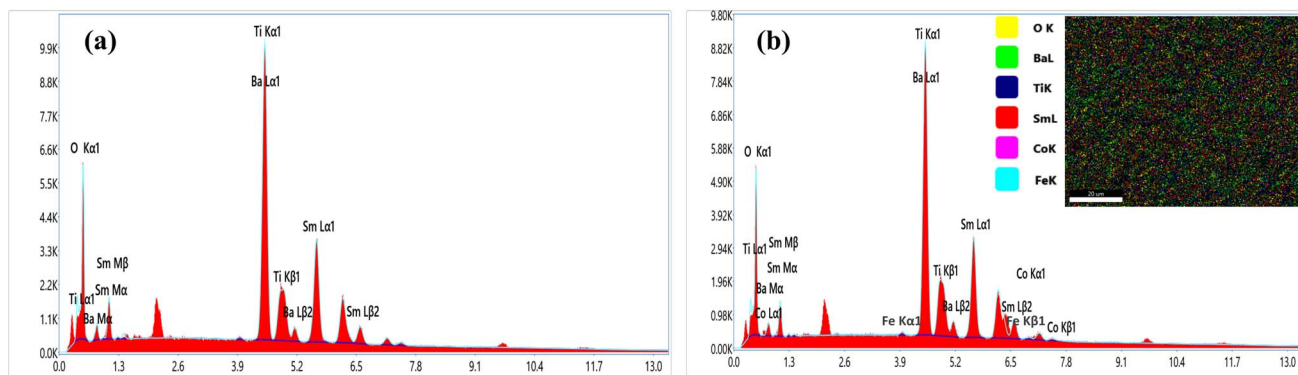 (a)
9.9K
8.8K
7.7K
6.6K
5.5K
4.4K
3.3K
2.2K
1.1K
0.0K
0.0
1.3
2.6
3.9
5.2
6.5
7.8
9.1
10.4
11.7
13.0
Ti Kα1
Ba Lα1
O Kα1
Sm Mβ
Sm Mα
Ti Lα1
Ba Mα
Sm Lα1
Ti Kβ1
Ba Lβ2
Sm Lβ2
(b)
9.80K
8.82K
7.84K
6.86K
5.88K
4.90K
3.92K
2.94K
1.96K
0.98K
0.00K
0.0
1.3
2.6
3.9
5.2
6.5
7.8
9.1
10.4
11.7
13.0
Ti Kα1
Ba Lα1
O Kα1
Ti Lα1
Sm Mβ
Sm Mα
Ba Mα
Co Lα1
Sm Lα1
Ti Kβ1
Ba Lβ2
Co Kα1
Sm Lβ2
Fe Kα1
Fe Kβ1
Co Kβ1
O K
BaL
TiK
SmL
CoK
FeK
20 um